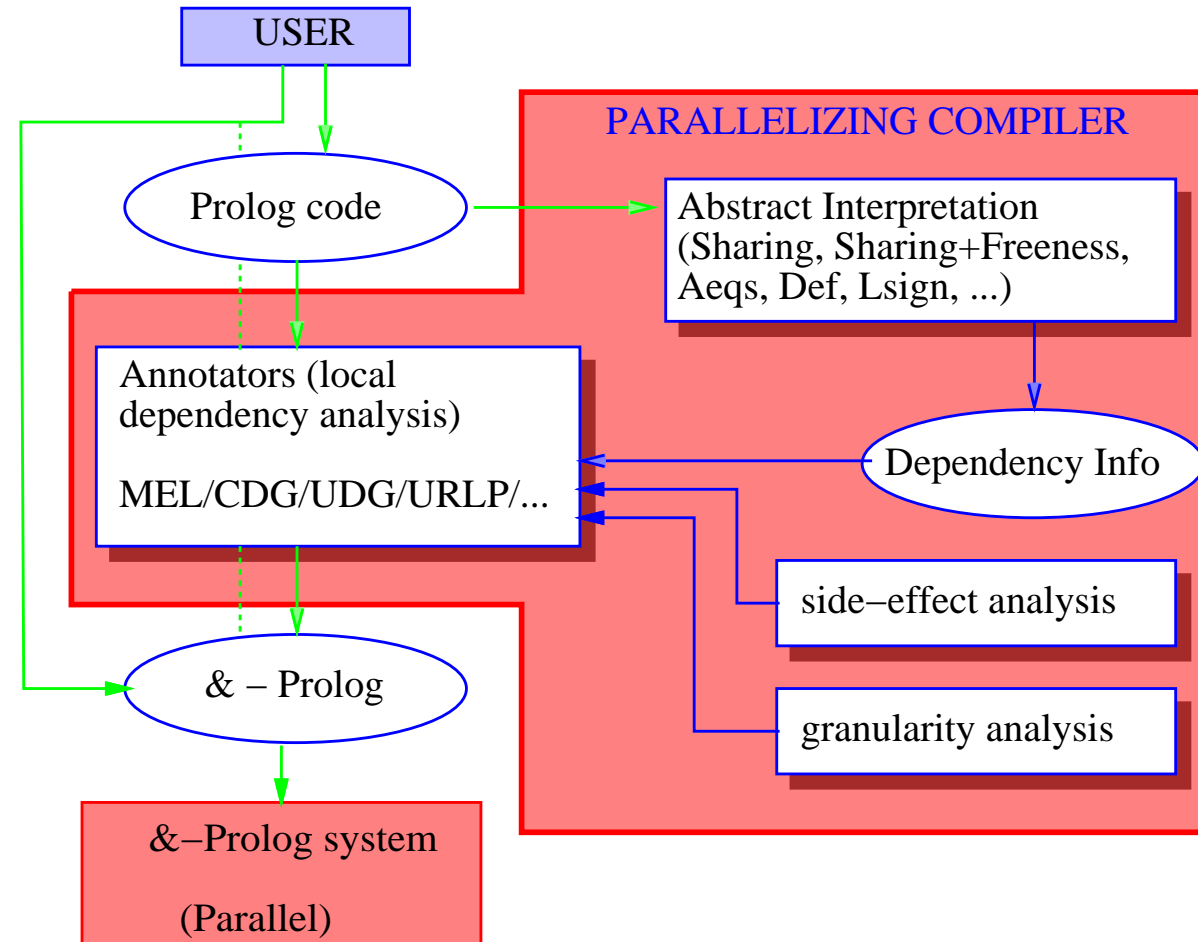 USER
PARALLELIZING COMPILER
Prolog code
Abstract Interpretation
(Sharing, Sharing+Freeness,
Aeqs, Def, Lsign, ...)
Annotators (local
dependency analysis)
MEL/CDG/UDG/URLP/...
Dependency Info
side−effect analysis
& − Prolog
granularity analysis
&−Prolog system
(Parallel)